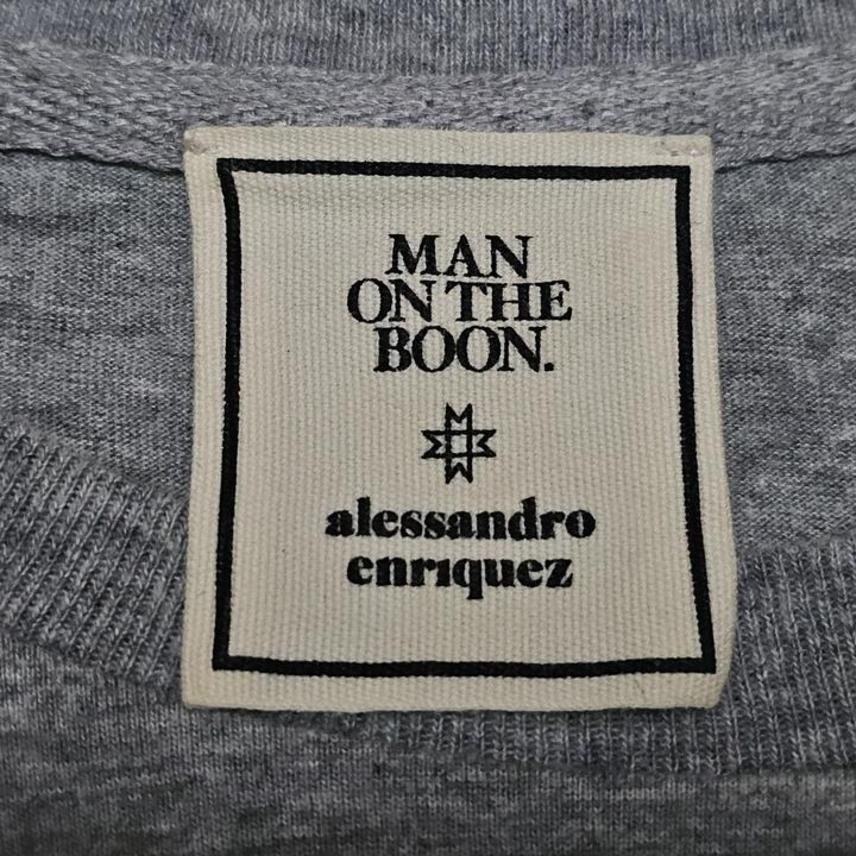 MAN
ON THE
BOON.
alessandro
enrıquez